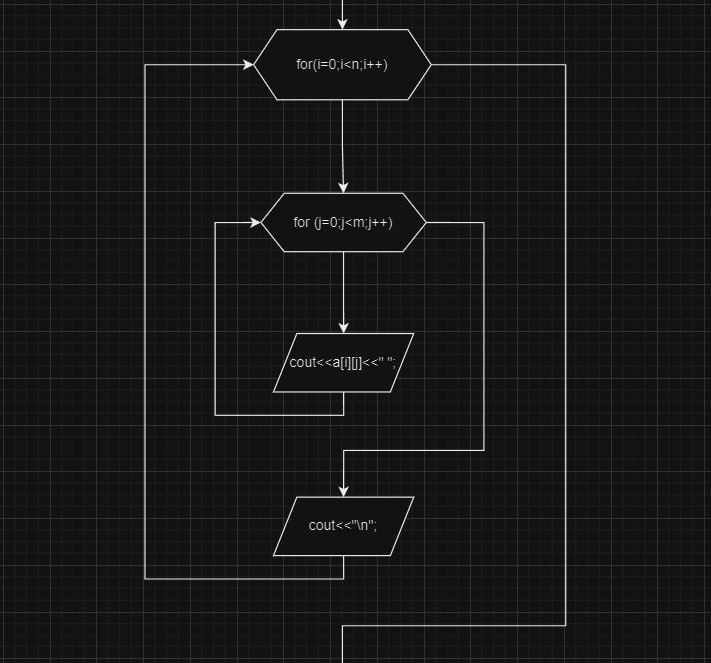 for(i=0;i<n;i++)
for (j=0;j<m;j++)
cout<<a[i][j]<<" ";
cout<<"\n";